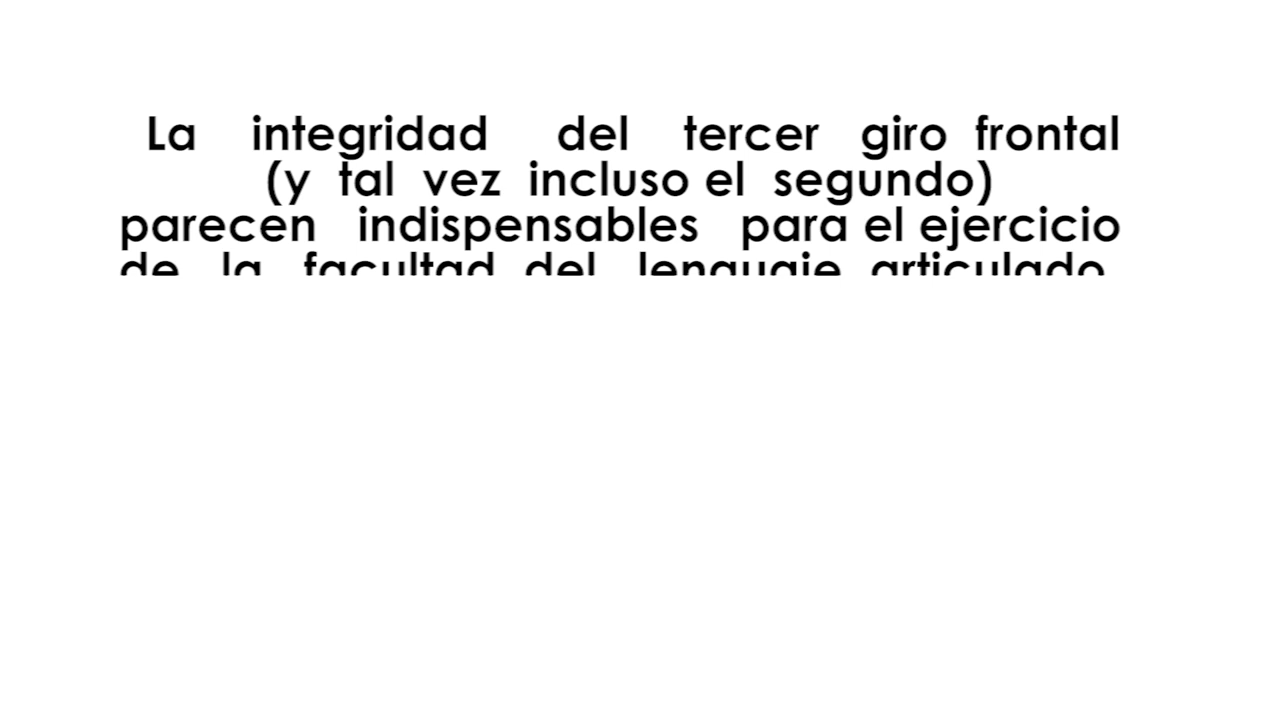 La integridad del tercer giro frontal
(y tal vez incluso el segundo)
parecen indispensables para el ejercicio
de la facultad del lenguaje articulado